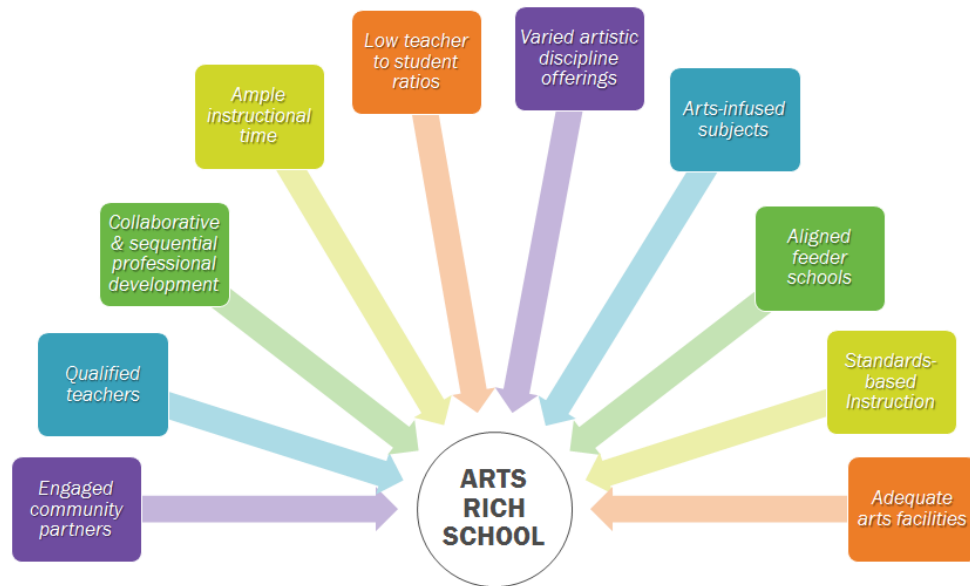 Low teacher
to student
ratios
Varied artistic
discipline
offerings
Ample
instructional
time
Arts-infused
subjects
Collaborative
& sequential
professional
development
Aligned
feeder
schools
Qualified
teachers
Standards-
based
Instruction
Engaged
community
partners
ARTS
RICH
SCHOOL
Adequate
arts facilities